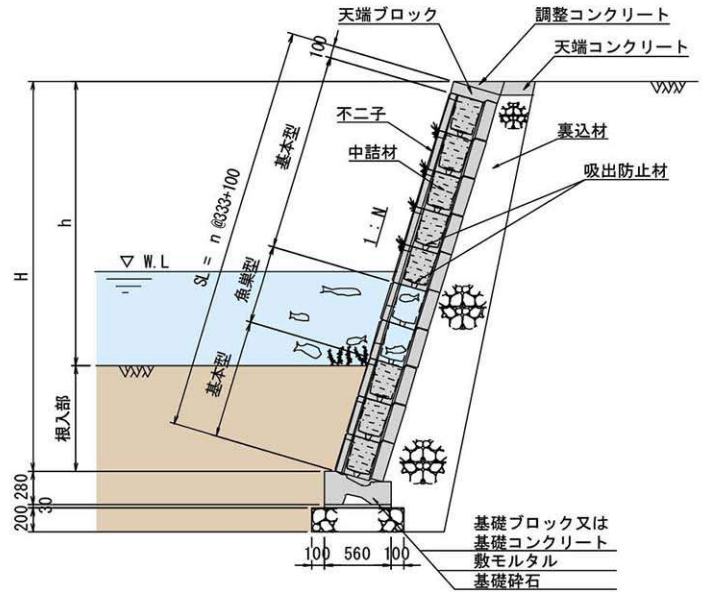 天端ブロック
調整コンクリート
天端コンクリート
100
不二子
中詰材
裏込材
吸出防止材
基本型
SL = n @333+100
1 : N
h
H
W.L
魚巣型
基本型
根入部
280
30
200
100 560 100
基礎ブロック又は
基礎コンクリート
敷モルタル
基礎砕石